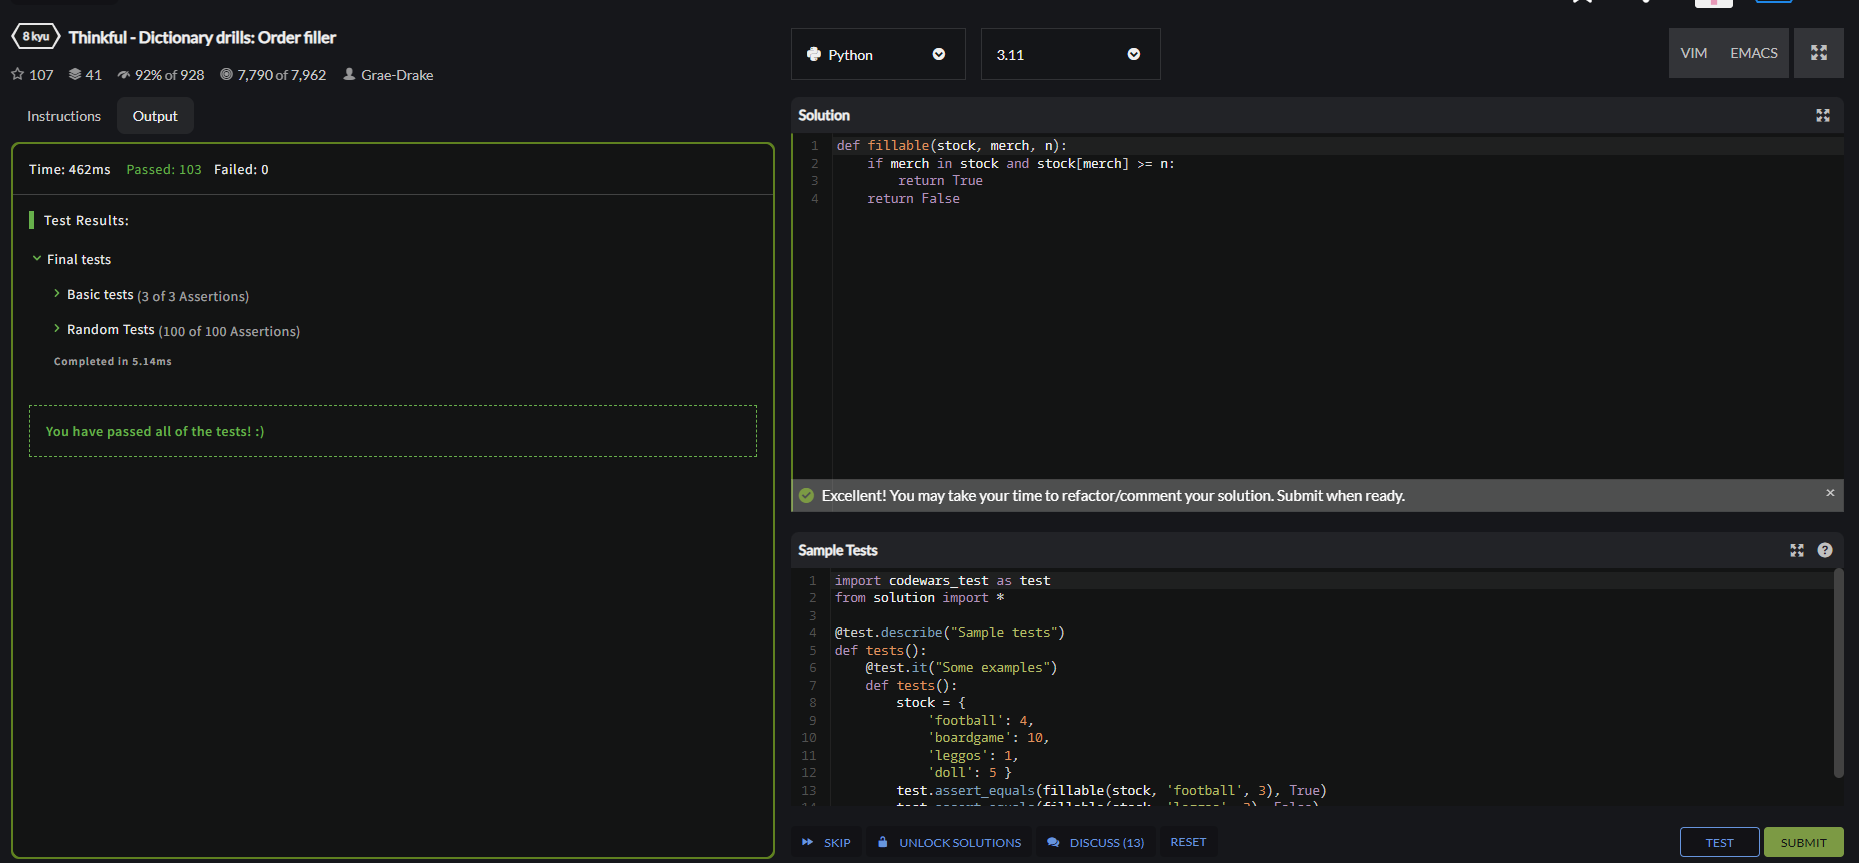 8 kyu Thinkful - Dictionary drills: Order filler
107 41 92% of 928 7,790 of 7,962 Grae-Drake
Instructions Output
Time: 462ms Passed: 103 Failed: 0
Test Results:
Final tests
Basic tests (3 of 3 Assertions)
Random Tests (100 of 100 Assertions)
Completed in 5.14ms
You have passed all of the tests! :)
Python 3.11 VIM EMACS
Solution
1 def fillable(stock, merch, n):
2     if merch in stock and stock[merch] >= n:
3         return True
4     return False
Excellent! You may take your time to refactor/comment your solution. Submit when ready.
Sample Tests
1 import codewars_test as test
2 from solution import *
3
4 @test.describe("Sample tests")
5 def tests():
6     @test.it("Some examples")
7     def tests():
8         stock = {
9             'football': 4,
10             'boardgame': 10,
11             'leggos': 1,
12             'doll': 5 }
13         test.assert_equals(fillable(stock, 'football', 3), True)
SKIP UNLOCK SOLUTIONS DISCUSS (13) RESET TEST SUBMIT